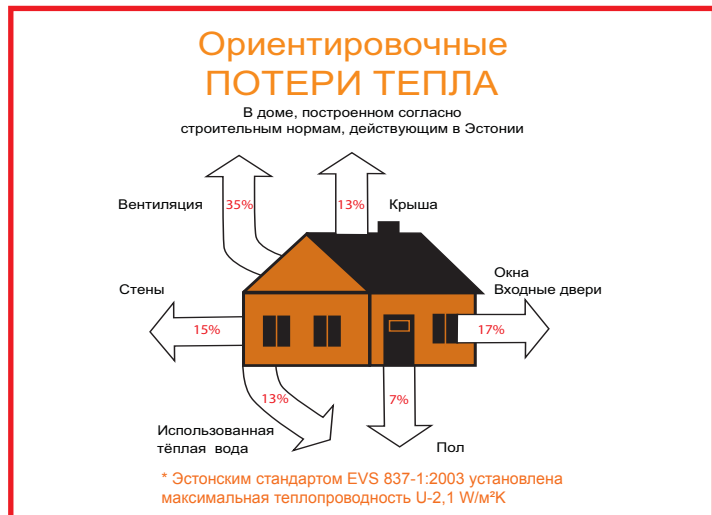 Ориентировочные
ПОТЕРИ ТЕПЛА
В доме, построенном согласно
строительным нормам, действующим в Эстонии
Вентиляция
35%
13%
Крыша
Стены
15%
Окна
Входные двери
17%
13%
7%
Использованная
тёплая вода
Пол
* Эстонским стандартом EVS 837-1:2003 установлена
максимальная теплопроводность U-2,1 W/m²K